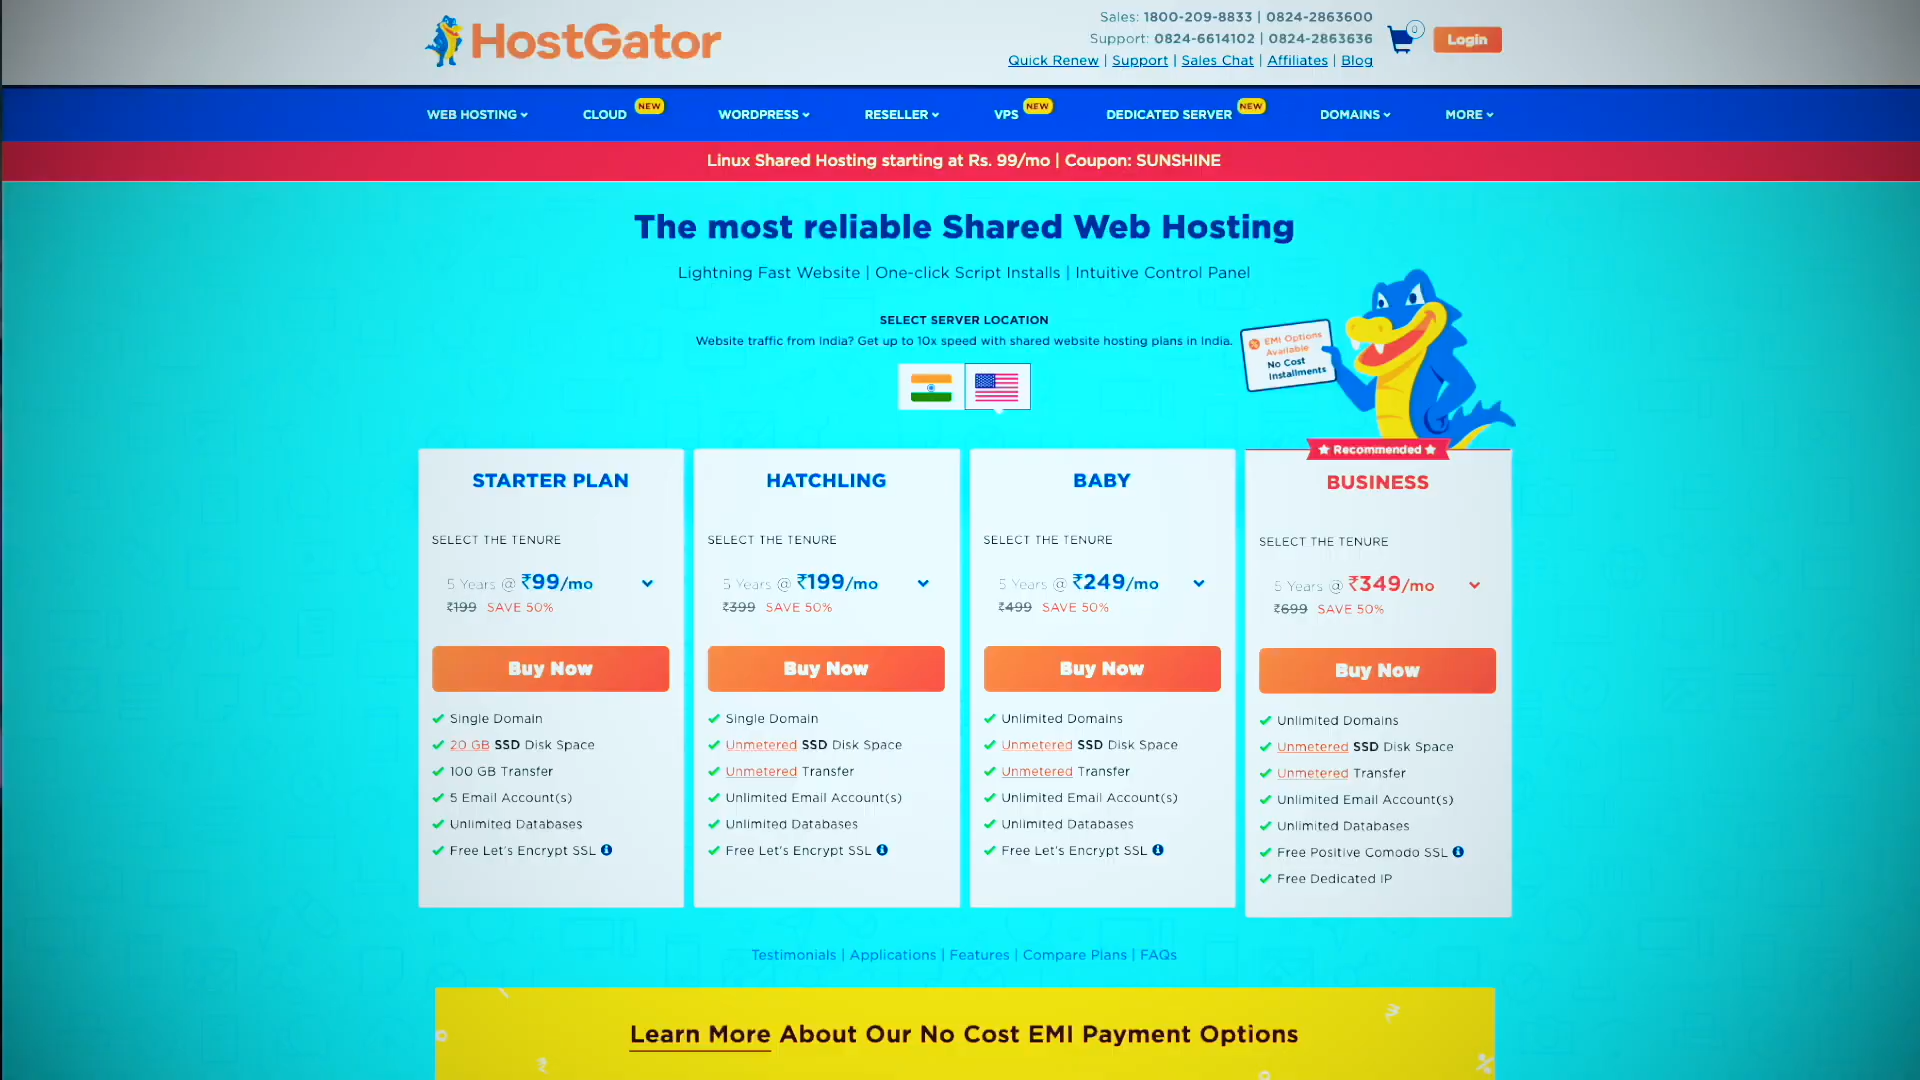 HostGator
Sales: 1800-209-8833 | 0824-2863600
Support: 0824-6614102 | 0824-2863636
Quick Renew | Support | Sales Chat | Affiliates | Blog
0
Login
WEB HOSTING CLOUD NEW WORDPRESS RESELLER VPS NEW DEDICATED SERVER NEW DOMAINS MORE
Linux Shared Hosting starting at Rs. 99/mo | Coupon: SUNSHINE
The most reliable Shared Web Hosting
Lightning Fast Website | One-click Script Installs | Intuitive Control Panel
SELECT SERVER LOCATION
Website traffic from India? Get up to 10x speed with shared website hosting plans in India.
EMI Options
Available
No Cost
Installments
STARTER PLAN
SELECT THE TENURE
5 Years @ ₹99/mo
₹199 SAVE 50%
Buy Now
Single Domain
20 GB SSD Disk Space
100 GB Transfer
5 Email Account(s)
Unlimited Databases
Free Let's Encrypt SSL
HATCHLING
SELECT THE TENURE
5 Years @ ₹199/mo
₹399 SAVE 50%
Buy Now
Single Domain
Unmetered SSD Disk Space
Unmetered Transfer
Unlimited Email Account(s)
Unlimited Databases
Free Let's Encrypt SSL
BABY
SELECT THE TENURE
5 Years @ ₹249/mo
₹499 SAVE 50%
Buy Now
Unlimited Domains
Unmetered SSD Disk Space
Unmetered Transfer
Unlimited Email Account(s)
Unlimited Databases
Free Let's Encrypt SSL
Recommended
BUSINESS
SELECT THE TENURE
5 Years @ ₹349/mo
₹699 SAVE 50%
Buy Now
Unlimited Domains
Unmetered SSD Disk Space
Unmetered Transfer
Unlimited Email Account(s)
Unlimited Databases
Free Positive Comodo SSL
Free Dedicated IP
Testimonials | Applications | Features | Compare Plans | FAQs
Learn More About Our No Cost EMI Payment Options